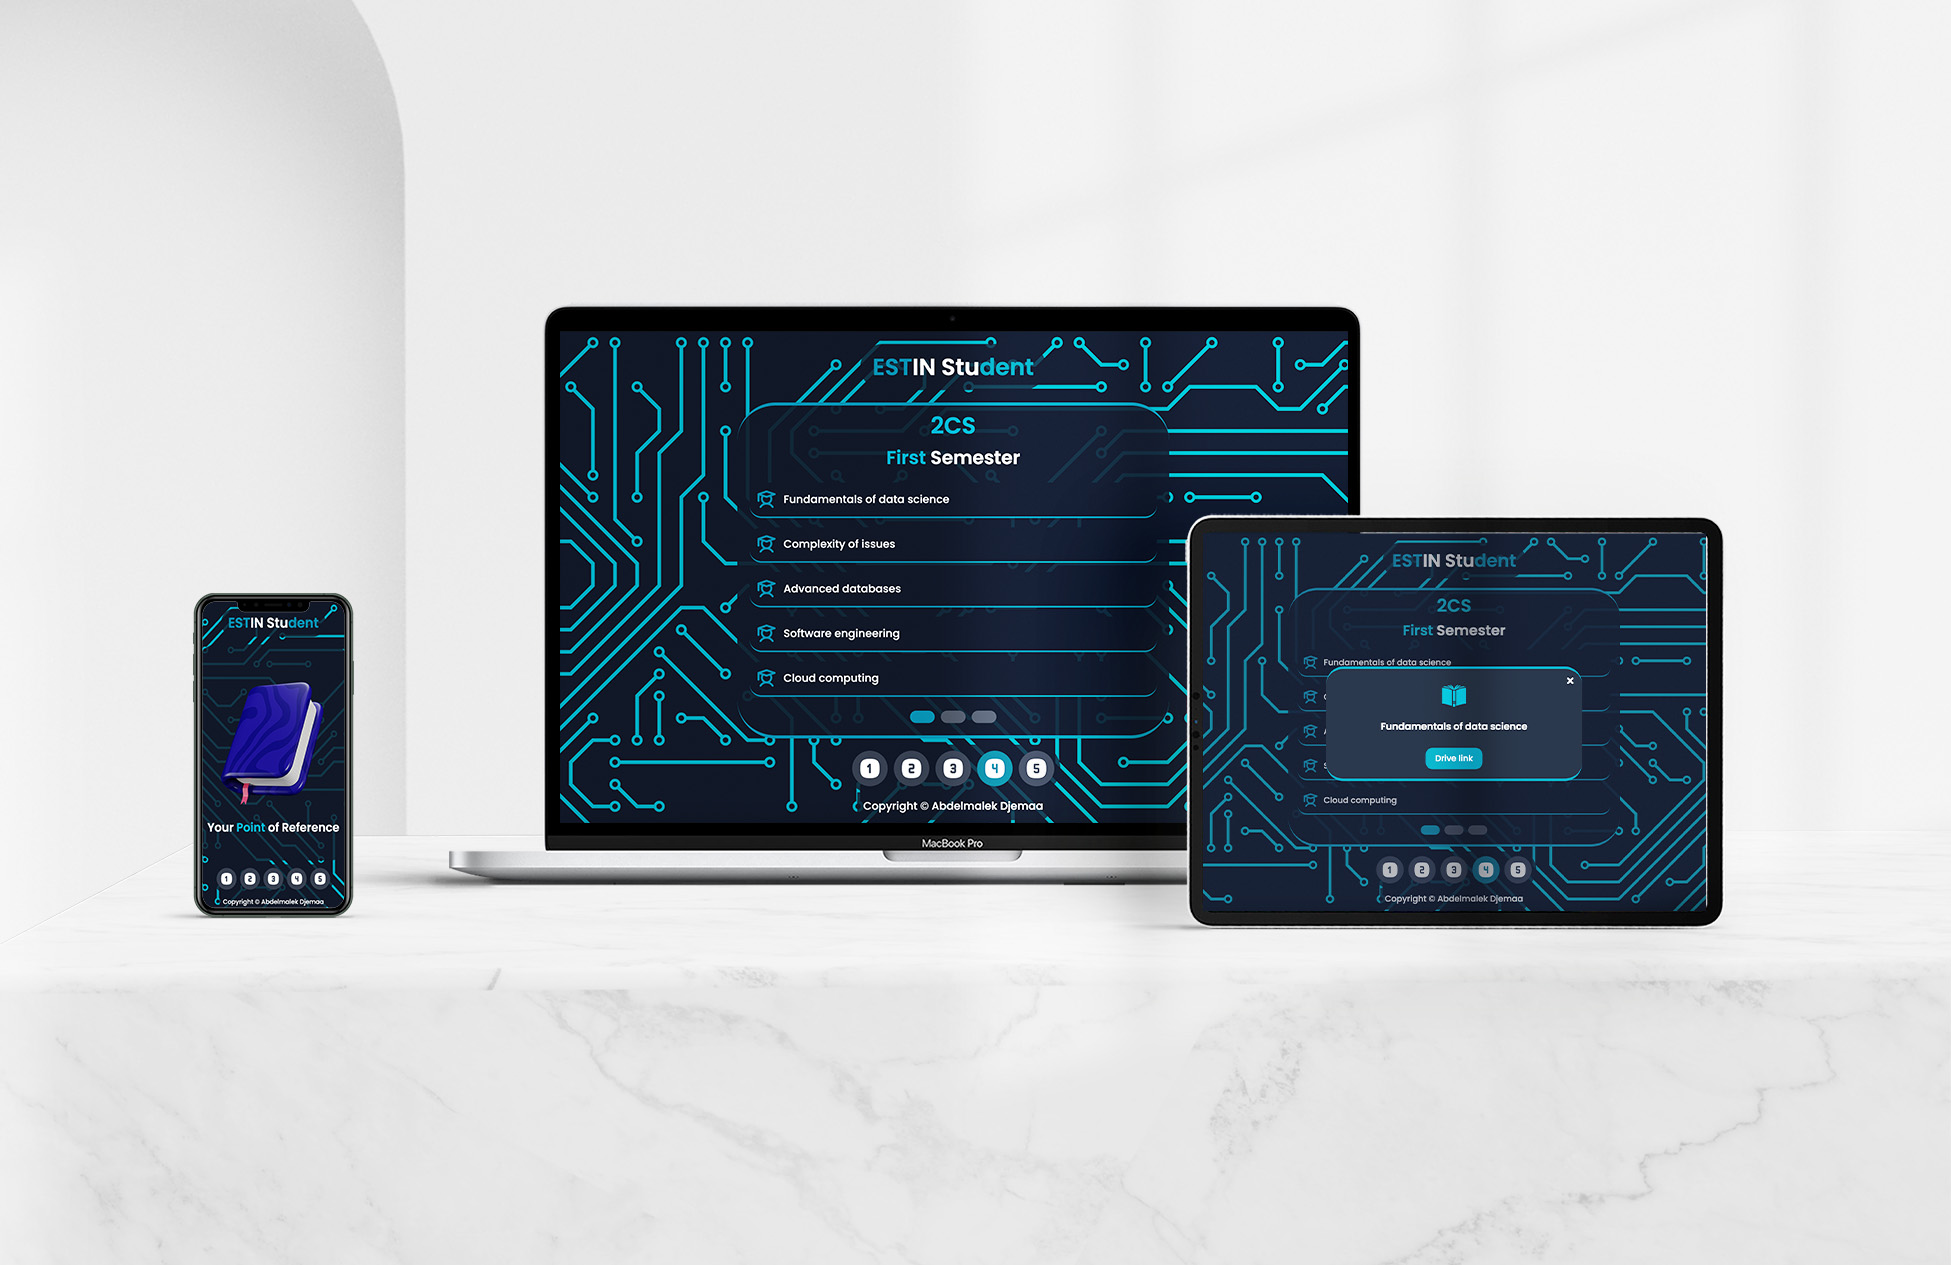 ESTIN Student
Your Point of Reference
1 2 3 4 5
Copyright © Abdelmalek Djemaa
ESTIN Student
2CS
First Semester
Fundamentals of data science
Complexity of issues
Advanced databases
Software engineering
Cloud computing
1 2 3 4 5
Copyright © Abdelmalek Djemaa
MacBook Pro
ESTIN Student
2CS
First Semester
Fundamentals of data science
x
Fundamentals of data science
Drive link
Cloud computing
1 2 3 4 5
Copyright © Abdelmalek Djemaa